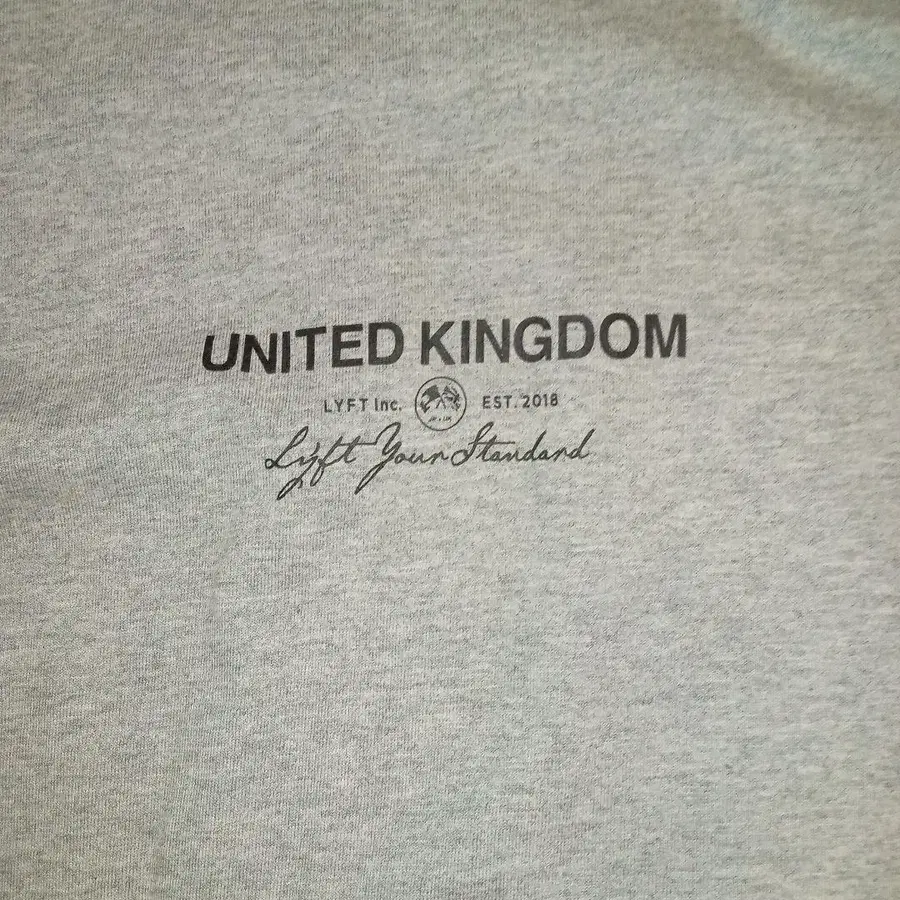 UNITED KINGDOM
LYFT Inc. EST. 2018
Lyft Your Standard